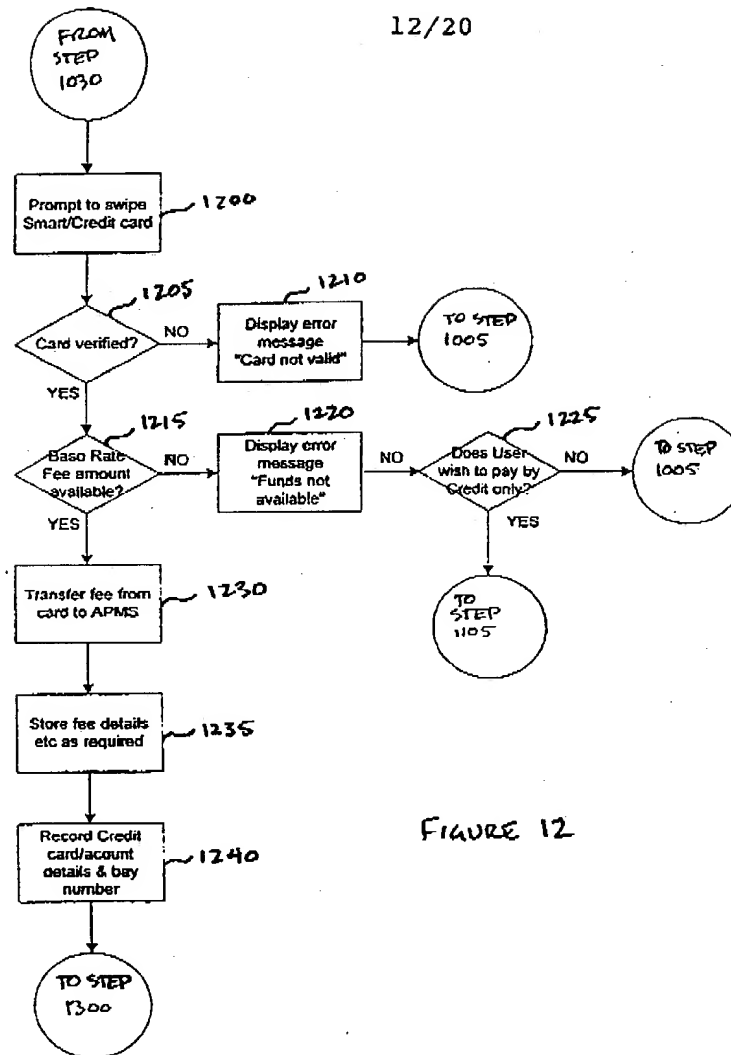 12/20
FROM
STEP
1030
Prompt to swipe
Smart/Credit card
1200
1205
Card verified?
NO
YES
1210
Display error
message
"Card not valid"
TO STEP
1005
1215
Base Rate
Fee amount
available?
NO
YES
1220
Display error
message
"Funds not
available"
NO
1225
Does User
wish to pay by
Credit only?
NO
YES
TO STEP
1005
TO
STEP
1105
Transfer fee from
card to APMS
1230
Store fee details
etc as required
1235
Record Credit
card/acount
details & bay
number
1240
FIGURE 12
TO STEP
1300